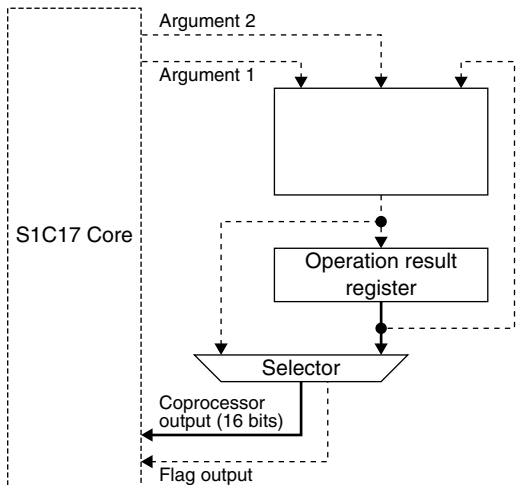 Argument 2
Argument 1
S1C17 Core
Operation result
register
Selector
Coprocessor
output (16 bits)
Flag output